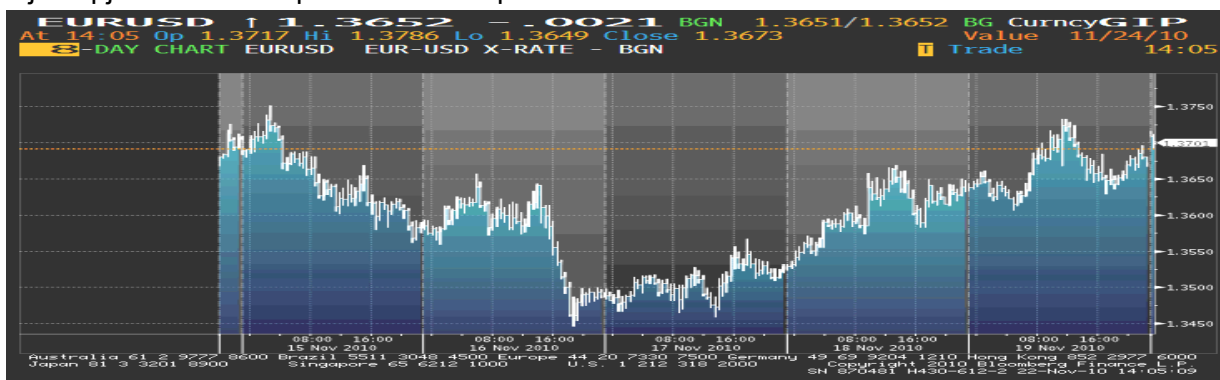 EURUSD ↑ 1.3652 -.0021 BGN 1.3651/1.3652 BG Curncy GIP
At 14:05 Op 1.3717 Hi 1.3786 Lo 1.3649 Close 1.3673 Value 11/24/10
8-DAY CHART EURUSD EUR-USD X-RATE - BGN T Trade 14:05
1.3750
1.3701
1.3650
1.3600
1.3550
1.3500
1.3450
08:00 16:00 08:00 16:00 08:00 16:00 08:00 16:00 08:00 16:00
15 Nov 2010 16 Nov 2010 17 Nov 2010 18 Nov 2010 19 Nov 2010
Australia 61 2 9777 8600 Brazil 5511 3048 4500 Europe 44 20 7330 7500 Germany 49 69 9204 1210 Hong Kong 852 2977 6000
Japan 81 3 3201 8900 Singapore 65 6212 1000 U.S. 1 212 318 2000 Copyright 2010 Bloomberg Finance L.P.
SN 870481 H430-612-2 22-Nov-10 14:05:09